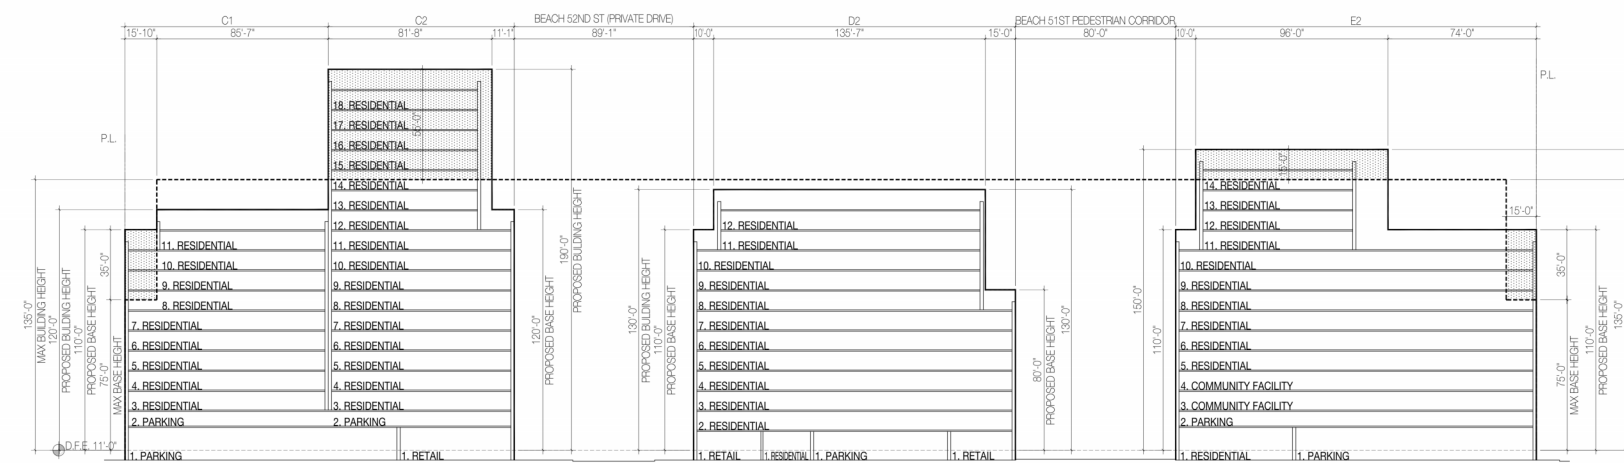 C1
C2
BEACH 52ND ST (PRIVATE DRIVE)
D2
BEACH 51ST PEDESTRIAN CORRIDOR
E2
15'-10"
85'-7"
81'-8"
11'-1"
89'-1"
10'-0"
135'-7"
15'-0"
80'-0"
10'-0"
96'-0"
74'-0"
P.L.
P.L.
135'-0"
MAX BUILDING HEIGHT
120'-0"
PROPOSED BUILDING HEIGHT
110'-0"
PROPOSED BASE HEIGHT
35'-0"
75'-0"
MAX BASE HEIGHT
D.F.E. 11'-0"
11. RESIDENTIAL
10. RESIDENTIAL
9. RESIDENTIAL
8. RESIDENTIAL
7. RESIDENTIAL
6. RESIDENTIAL
5. RESIDENTIAL
4. RESIDENTIAL
3. RESIDENTIAL
2. PARKING
1. PARKING
55'-0"
18. RESIDENTIAL
17. RESIDENTIAL
16. RESIDENTIAL
15. RESIDENTIAL
14. RESIDENTIAL
13. RESIDENTIAL
12. RESIDENTIAL
11. RESIDENTIAL
10. RESIDENTIAL
9. RESIDENTIAL
8. RESIDENTIAL
7. RESIDENTIAL
6. RESIDENTIAL
5. RESIDENTIAL
4. RESIDENTIAL
3. RESIDENTIAL
2. PARKING
1. RETAIL
120'-0"
PROPOSED BASE HEIGHT
190'-0"
PROPOSED BUILDING HEIGHT
130'-0"
PROPOSED BUILDING HEIGHT
110'-0"
PROPOSED BASE HEIGHT
12. RESIDENTIAL
11. RESIDENTIAL
10. RESIDENTIAL
9. RESIDENTIAL
8. RESIDENTIAL
7. RESIDENTIAL
6. RESIDENTIAL
5. RESIDENTIAL
4. RESIDENTIAL
3. RESIDENTIAL
2. RESIDENTIAL
1. RETAIL
1. RESIDENTIAL
1. PARKING
1. RETAIL
80'-0"
PROPOSED BASE HEIGHT
130'-0"
150'-0"
110'-0"
15'-0"
14. RESIDENTIAL
13. RESIDENTIAL
12. RESIDENTIAL
11. RESIDENTIAL
10. RESIDENTIAL
9. RESIDENTIAL
8. RESIDENTIAL
7. RESIDENTIAL
6. RESIDENTIAL
5. RESIDENTIAL
4. COMMUNITY FACILITY
3. COMMUNITY FACILITY
2. PARKING
1. RESIDENTIAL
1. PARKING
15'-0"
35'-0"
75'-0"
MAX BASE HEIGHT
110'-0"
PROPOSED BASE HEIGHT
135'-0"